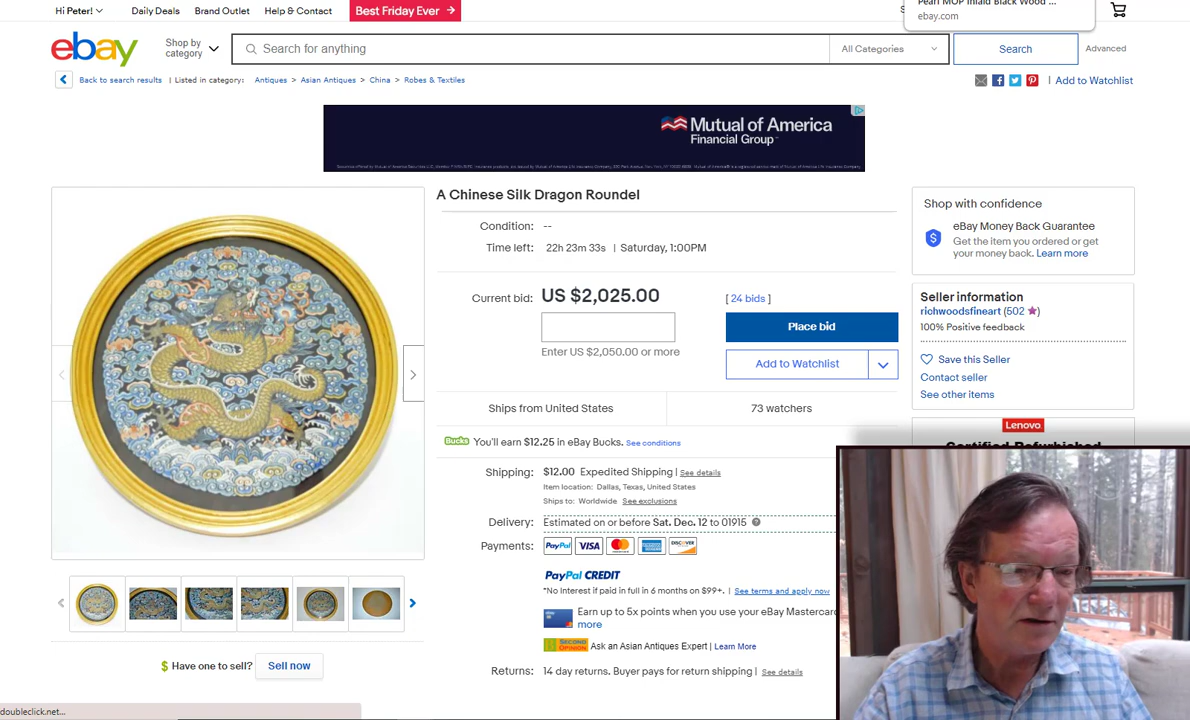 Hi Peter!
Daily Deals
Brand Outlet
Help & Contact
Best Friday Ever
Pearl MOP Inlaid Black Wood ...
ebay.com
ebay
Shop by
category
Search for anything
All Categories
Search
Advanced
Back to search results | Listed in category: Antiques > Asian Antiques > China > Robes & Textiles
| Add to Watchlist
Mutual of America
Financial Group
A Chinese Silk Dragon Roundel
Condition: --
Time left: 22h 23m 33s | Saturday, 1:00PM
Current bid: US $2,025.00
[ 24 bids ]
Place bid
Enter US $2,050.00 or more
Add to Watchlist
Ships from United States
73 watchers
Bucks You'll earn $12.25 in eBay Bucks. See conditions
Shipping: $12.00 Expedited Shipping | See details
Item location: Dallas, Texas, United States
Ships to: Worldwide See exclusions
Delivery: Estimated on or before Sat. Dec. 12 to 01915
Payments: PayPal VISA MasterCard DISCOVER
PayPal CREDIT
*No Interest if paid in full in 6 months on $99+. | See terms and apply now
Earn up to 5x points when you use your eBay Mastercard
more
SECOND OPINION Ask an Asian Antiques Expert | Learn More
Returns: 14 day returns. Buyer pays for return shipping | See details
Shop with confidence
eBay Money Back Guarantee
Get the item you ordered or get
your money back. Learn more
Seller information
richwoodsfineart (502 )
100% Positive feedback
Save this Seller
Contact seller
See other items
Lenovo
Certified Refurbished
$ Have one to sell? Sell now
doubleclick.net...